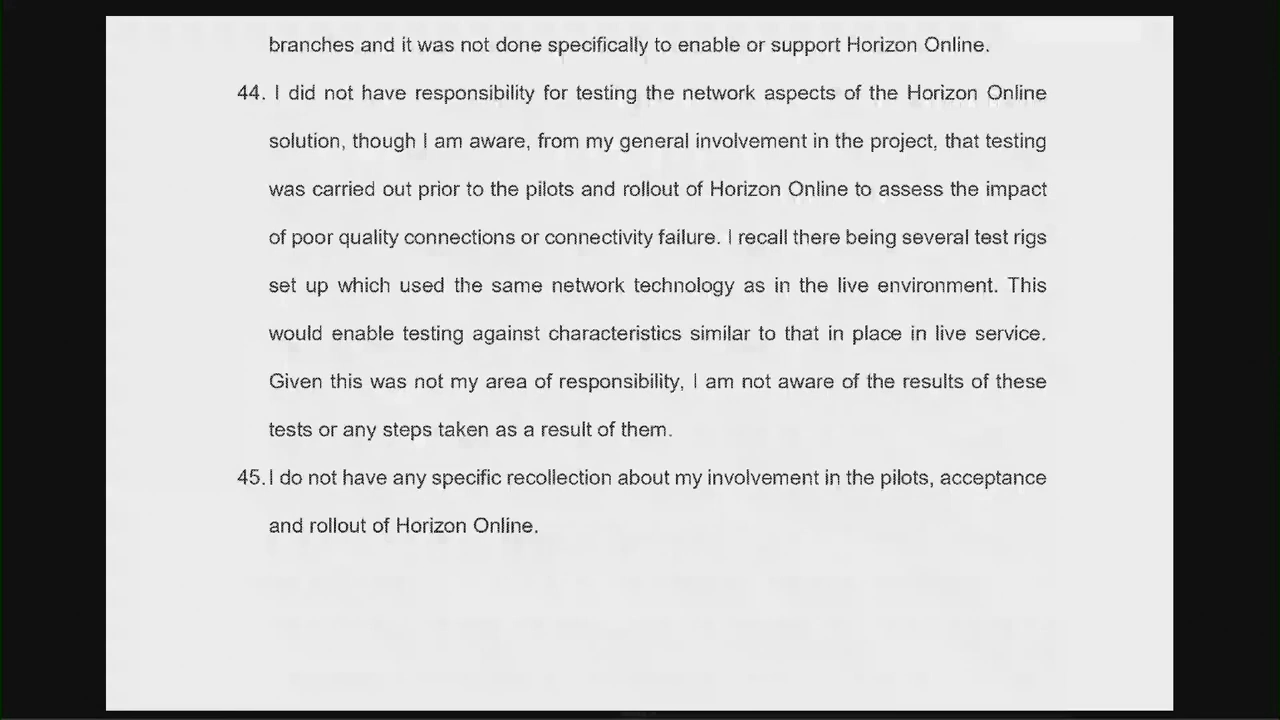 branches and it was not done specifically to enable or support Horizon Online.
44. I did not have responsibility for testing the network aspects of the Horizon Online
solution, though I am aware, from my general involvement in the project, that testing
was carried out prior to the pilots and rollout of Horizon Online to assess the impact
of poor quality connections or connectivity failure. I recall there being several test rigs
set up which used the same network technology as in the live environment. This
would enable testing against characteristics similar to that in place in live service.
Given this was not my area of responsibility, I am not aware of the results of these
tests or any steps taken as a result of them.
45. I do not have any specific recollection about my involvement in the pilots, acceptance
and rollout of Horizon Online.